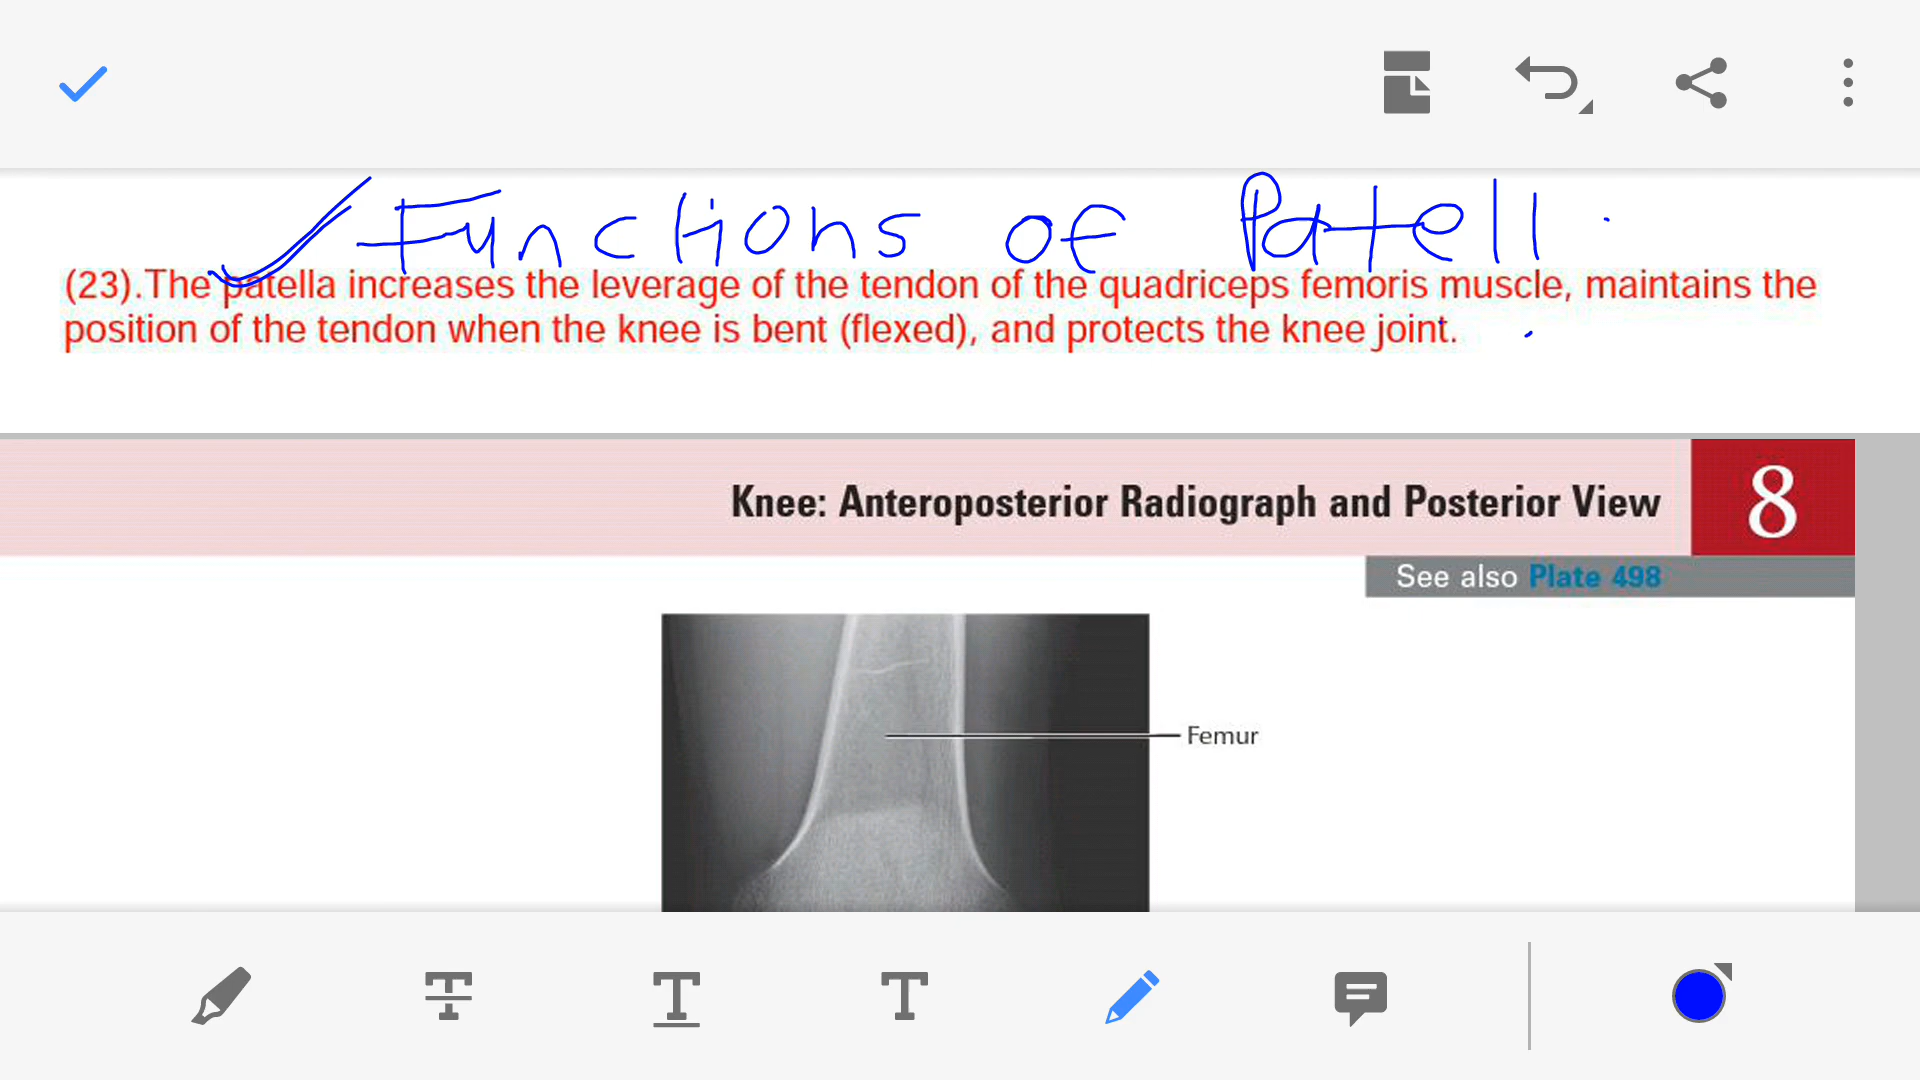 Functions of Patell
(23).The patella increases the leverage of the tendon of the quadriceps femoris muscle, maintains the
position of the tendon when the knee is bent (flexed), and protects the knee joint.
Knee: Anteroposterior Radiograph and Posterior View
8
See also Plate 498
Femur